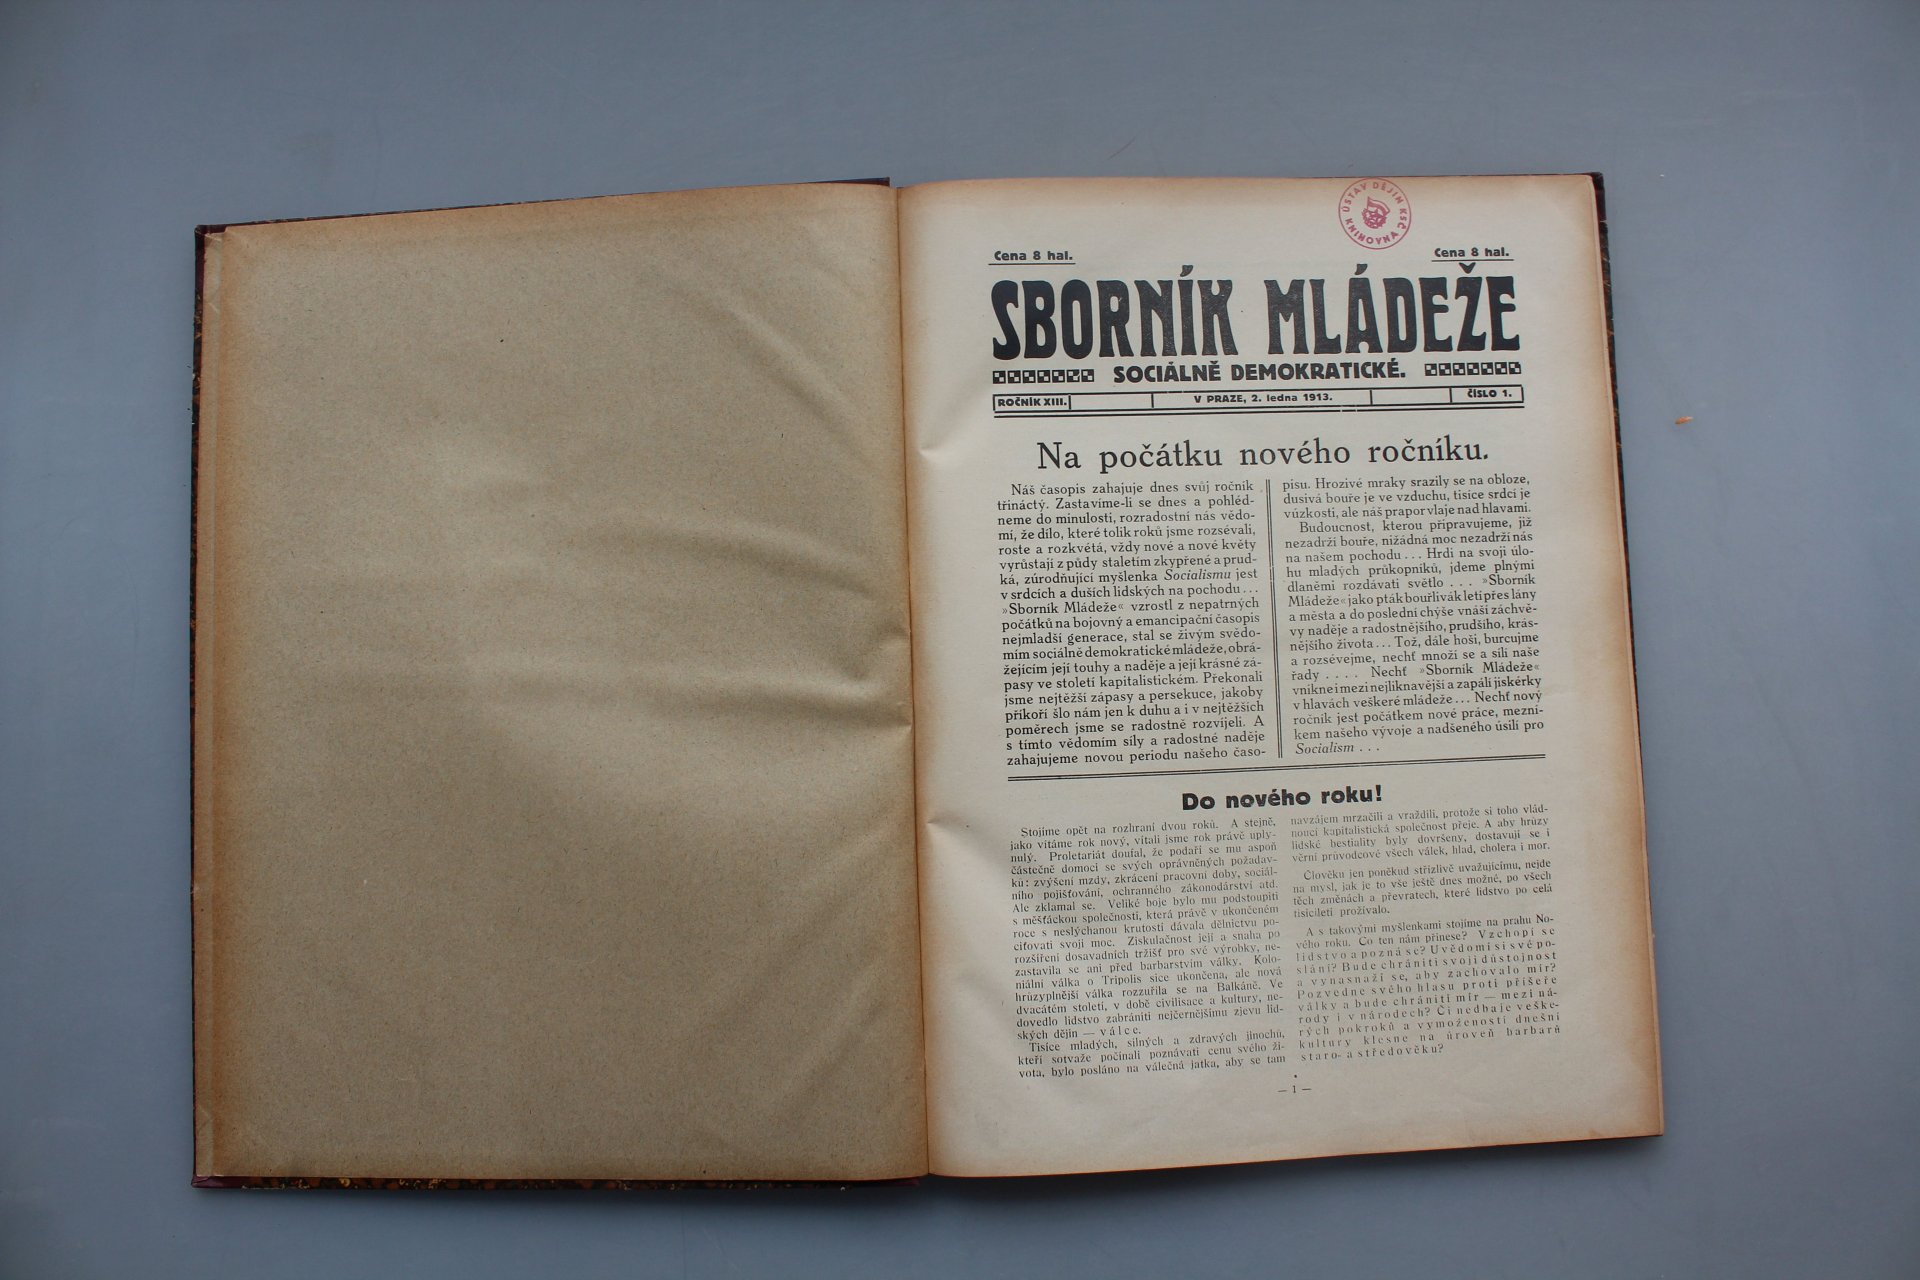 ÚSTAV DĚJIN KSČ
KNIHOVNA
Cena 8 hal.
Cena 8 hal.
SBORNÍK MLÁDEŽE
SOCIÁLNĚ DEMOKRATICKÉ.
ROČNÍK XIII.
V PRAZE, 2. ledna 1913.
ČÍSLO 1.
Na počátku nového ročníku.
Náš časopis zahajuje dnes svůj ročník
třináctý. Zastavíme-li se dnes a pohléd-
neme do minulosti, rozradostní nás vědo-
mí, že dílo, které tolik roků jsme rozsévali,
roste a rozkvétá, vždy nové a nové květy
vyrůstají z půdy staletím zkypřené a prud-
ká, zúrodňující myšlenka Socialismu jest
v srdcích a duších lidských na pochodu...
»Sborník Mládeže« vzrostl z nepatrných
počátků na bojovný a emancipační časopis
nejmladší generace, stal se živým svědo-
mím sociálně demokratické mládeže, obrá-
žejícím její touhy a naděje a její krásné zá-
pasy ve století kapitalistickém. Překonali
jsme nejtěžší zápasy a persekuce, jakoby
příkoří šlo nám jen k duhu a i v nejtěžších
poměrech jsme se radostně rozvíjeli. A
s tímto vědomím síly a radostné naděje
zahajujeme novou periodu našeho časo-
pisu. Hrozivé mraky srazily se na obloze,
dusivá bouře je ve vzduchu, tisíce srdcí je
v úzkosti, ale náš prapor vlaje nad hlavami.
Budoucnost, kterou připravujeme, již
nezadrží bouře, nižádná moc nezadrží nás
na našem pochodu... Hrdi na svoji úlo-
hu mladých průkopníků, jdeme plnými
dlaněmi rozdávati světlo ... »Sborník
Mládeže« jako pták bouřlivák letí přes lány
a města a do poslední chýše vnáší záchvě-
vy naděje a radostnějšího, prudšího, krás-
nějšího života... Tož, dále hoši, burcujme
a rozsévejme, nechť množí se a sílí naše
řady .... Nechť »Sborník Mládeže«
vnikne i mezi nejliknavější a zapálí jiskérky
v hlavách veškeré mládeže... Nechť nový
ročník jest počátkem nové práce, mezní-
kem našeho vývoje a nadšeného úsilí pro
Socialism ...
Do nového roku!
Stojíme opět na rozhraní dvou roků. A stejně,
jako vítáme rok nový, vítali jsme rok právě uply-
nulý. Proletariát doufal, že podaří se mu aspoň
částečně domoci se svých oprávněných požadav-
ků: zvýšení mzdy, zkrácení pracovní doby, sociál-
ního pojišťování, ochranného zákonodárství atd.
Ale zklamal se. Veliké boje bylo mu podstoupiti
s měšťáckou společností, která právě v ukončeném
roce s neslýchanou krutostí dávala dělnictvu po-
ciťovati svoji moc. Ziskulačnost její a snaha po
rozšíření dosavadních tržišť pro své výrobky, ne-
zastavila se ani před barbarstvím války. Kolo-
niální válka o Tripolis sice ukončena, ale nová
hrůzyplnější válka rozzuřila se na Balkáně. Ve
dvacátém století, v době civilisace a kultury, ne-
dovedlo lidstvo zabrániti nejčernějšímu zjevu lid-
ských dějin — válce.
Tisíce mladých, silných a zdravých jinochů,
kteří sotvaže počínali poznávati cenu svého ži-
vota, bylo posláno na válečná jatka, aby se tam
navzájem mrzačili a vraždili, protože si toho vlád-
noucí kapitalistická společnost přeje. A aby hrůzy
lidské bestiality byly dovršeny, dostavují se i
věrní průvodcové všech válek, hlad, cholera i mor.
Člověku jen poněkud střízlivě uvažujícímu, nejde
na mysl, jak je to vše ještě dnes možné, po všech
těch změnách a převratech, které lidstvo po celá
tisíciletí prožívalo.
A s takovými myšlenkami stojíme na prahu No-
vého roku. Co ten nám přinese? Vzchopí se
lidstvo a pozná se? Uvědomí si své po-
slání? Bude chrániti svoji důstojnost
a vynasnaží se, aby zachovalo mír?
Pozvedne svého hlasu proti příšeře
války a bude chrániti mír — mezi ná-
rody i v národech? Či nedbaje veške-
rých pokroků a vymožeností dnešní
kultury klesne na úroveň barbarů
staro- a středověku?
— 1 —